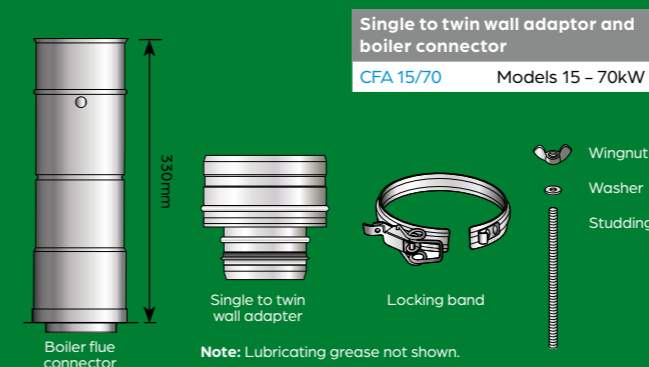 Single to twin wall adaptor and
boiler connector
CFA 15/70 Models 15 - 70kW
330mm
Wingnut
Washer
Studding
Single to twin
wall adapter
Locking band
Boiler flue
connector
Note: Lubricating grease not shown.